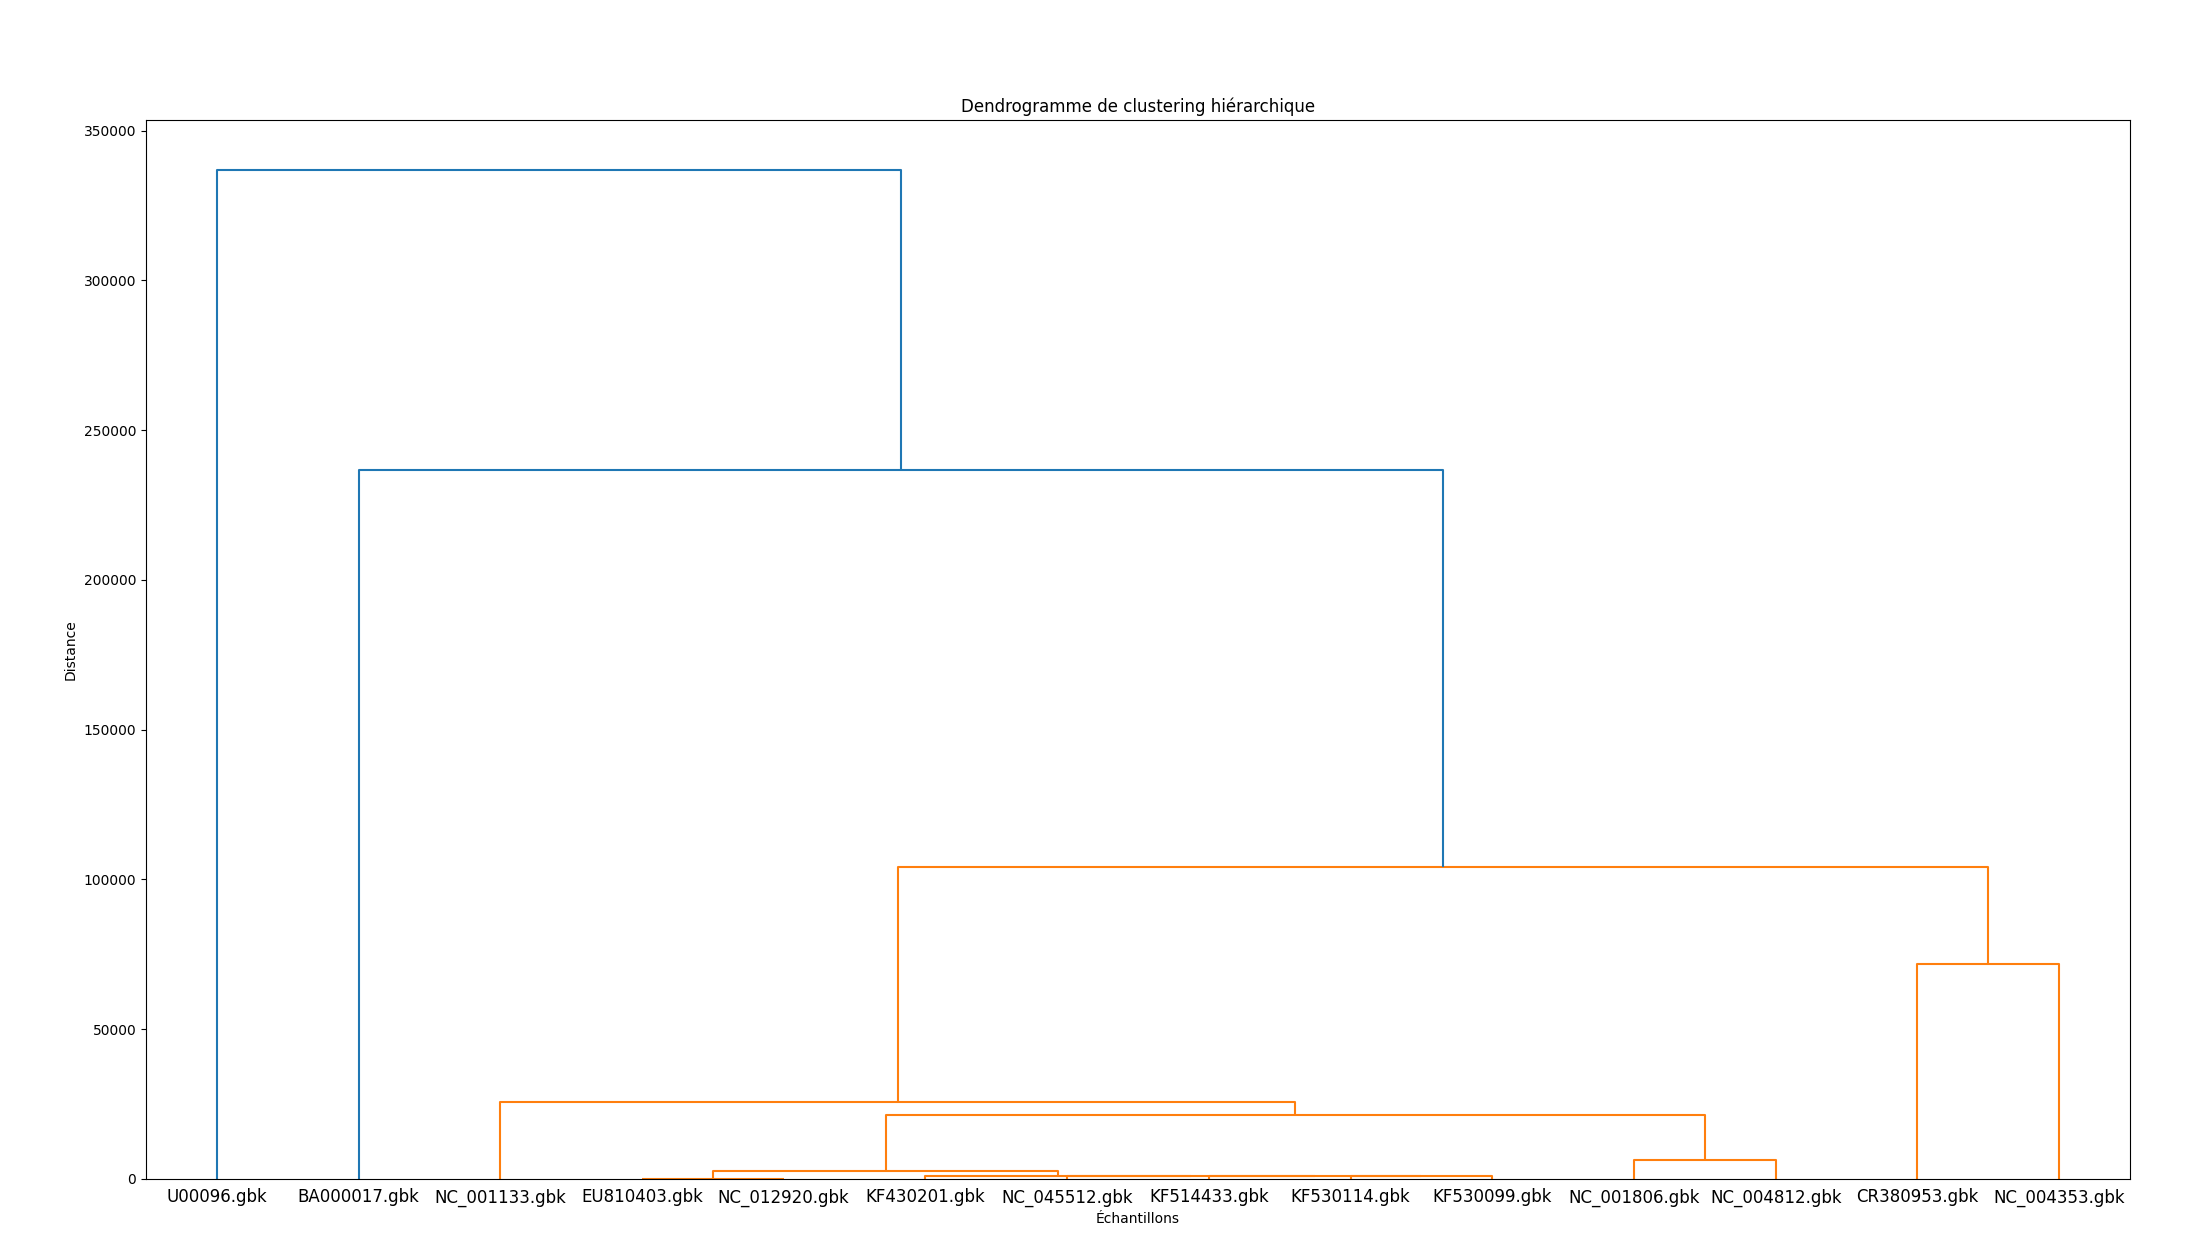 Dendrogramme de clustering hiérarchique
350000
300000
250000
200000
150000
100000
50000
0
Distance
U00096.gbk BA000017.gbk NC_001133.gbk EU810403.gbk NC_012920.gbk KF430201.gbk NC_045512.gbk KF514433.gbk KF530114.gbk KF530099.gbk NC_001806.gbk NC_004812.gbk CR380953.gbk NC_004353.gbk
Échantillons